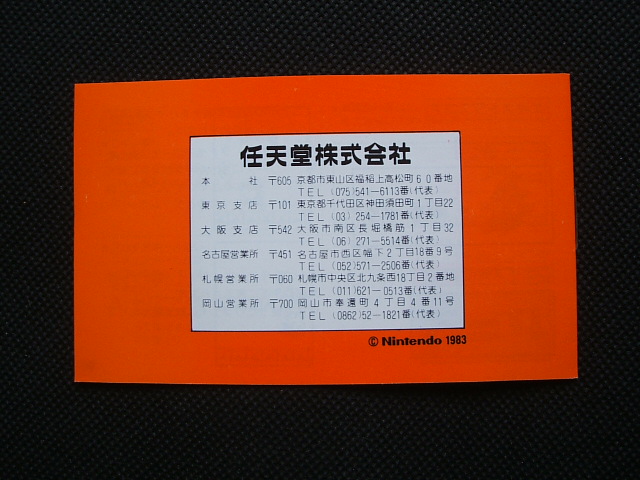 任天堂株式会社
本社 〒605 京都市東山区福稲上高松町60番地
TEL (075)541-6113番(代表)
東京支店 〒101 東京都千代田区神田須田町1丁目22
TEL (03) 254-1781番(代表)
大阪支店 〒542 大阪市南区長堀橋筋1丁目32
TEL (06) 271-5514番(代表)
名古屋営業所 〒451 名古屋市西区幅下2丁目18番9号
TEL (052)571-2506番(代表)
札幌営業所 〒060 札幌市中央区北九条西18丁目2番地
TEL (011)621-0513番(代表)
岡山営業所 〒700 岡山市奉還町4丁目4番11号
TEL (0862)52-1821番(代表)
© Nintendo 1983